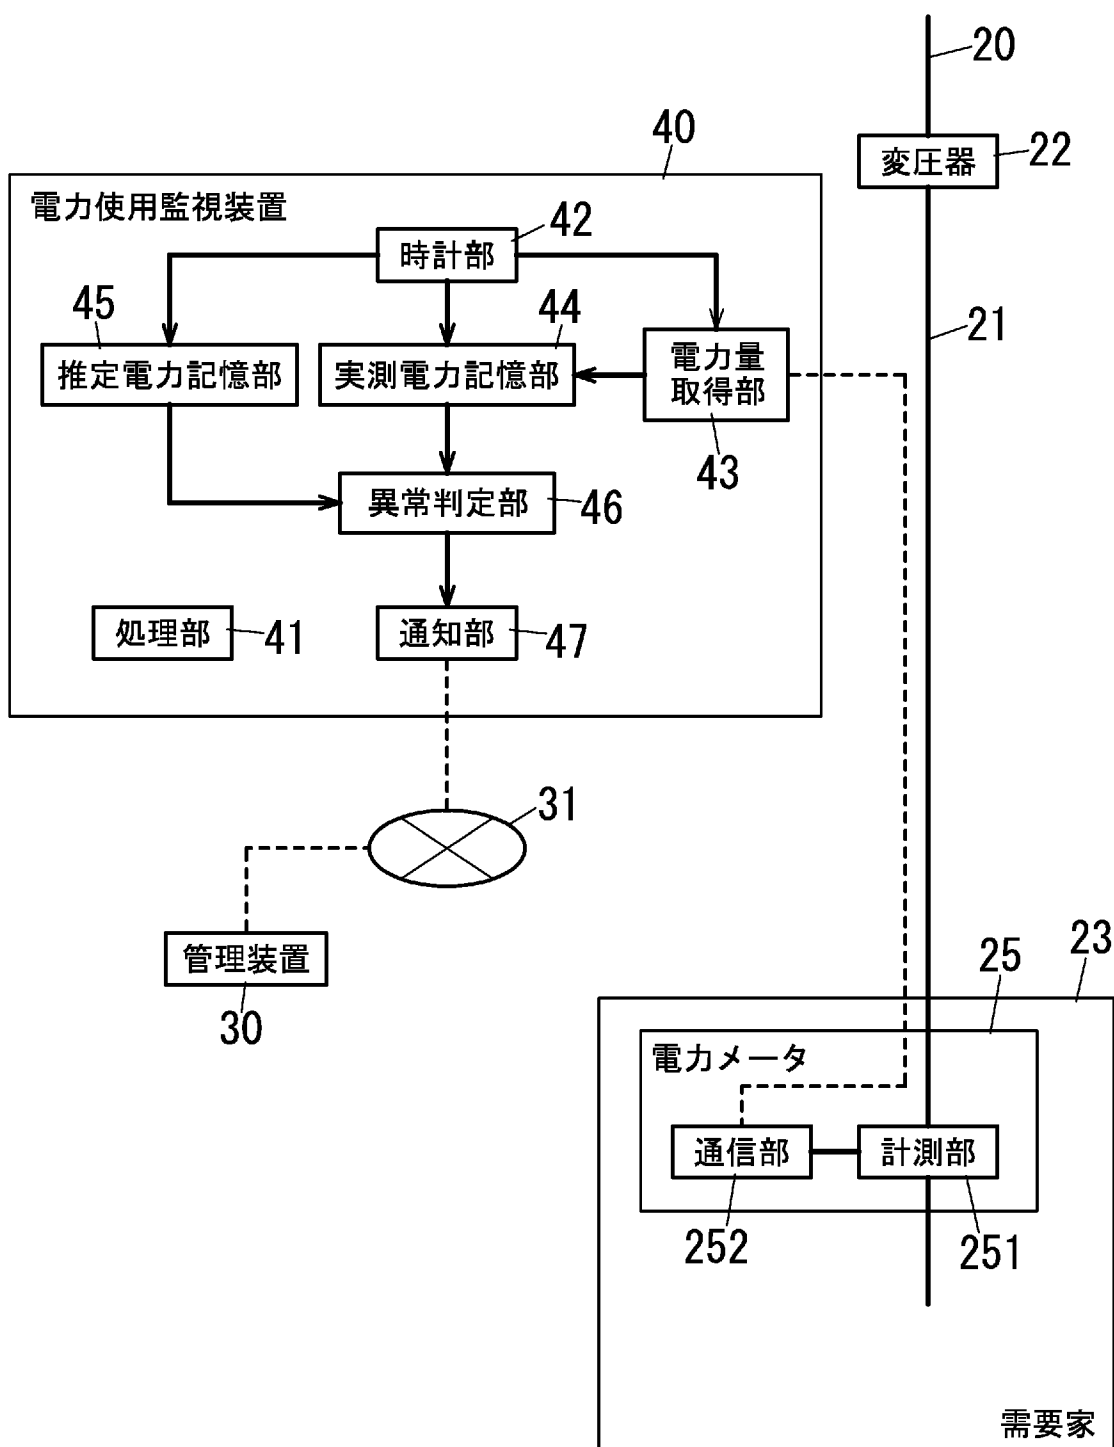 20
変圧器
22
40
電力使用監視装置
42
時計部
45
44
21
推定電力記憶部
実測電力記憶部
電力量
取得部
43
異常判定部
46
処理部
41
通知部
47
31
管理装置
30
23
25
電力メータ
通信部
計測部
252
251
需要家